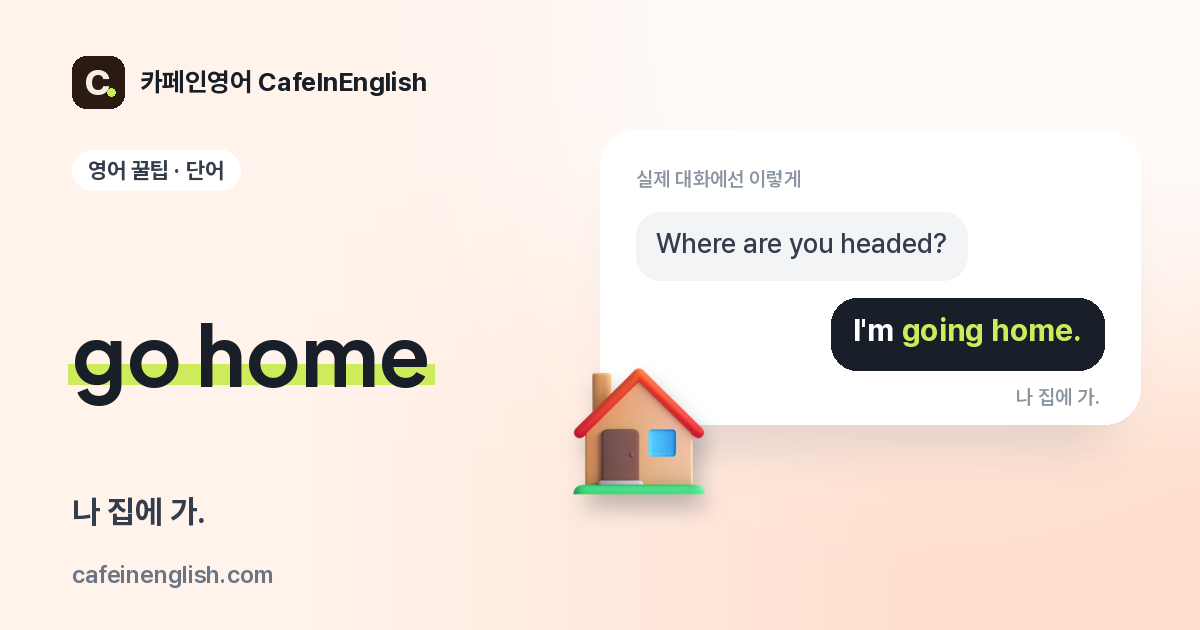 C
카페인영어 CafeInEnglish
영어 꿀팁 · 단어
go home
나 집에 가.
cafeinenglish.com
실제 대화에선 이렇게
Where are you headed?
I'm going home.
나 집에 가.